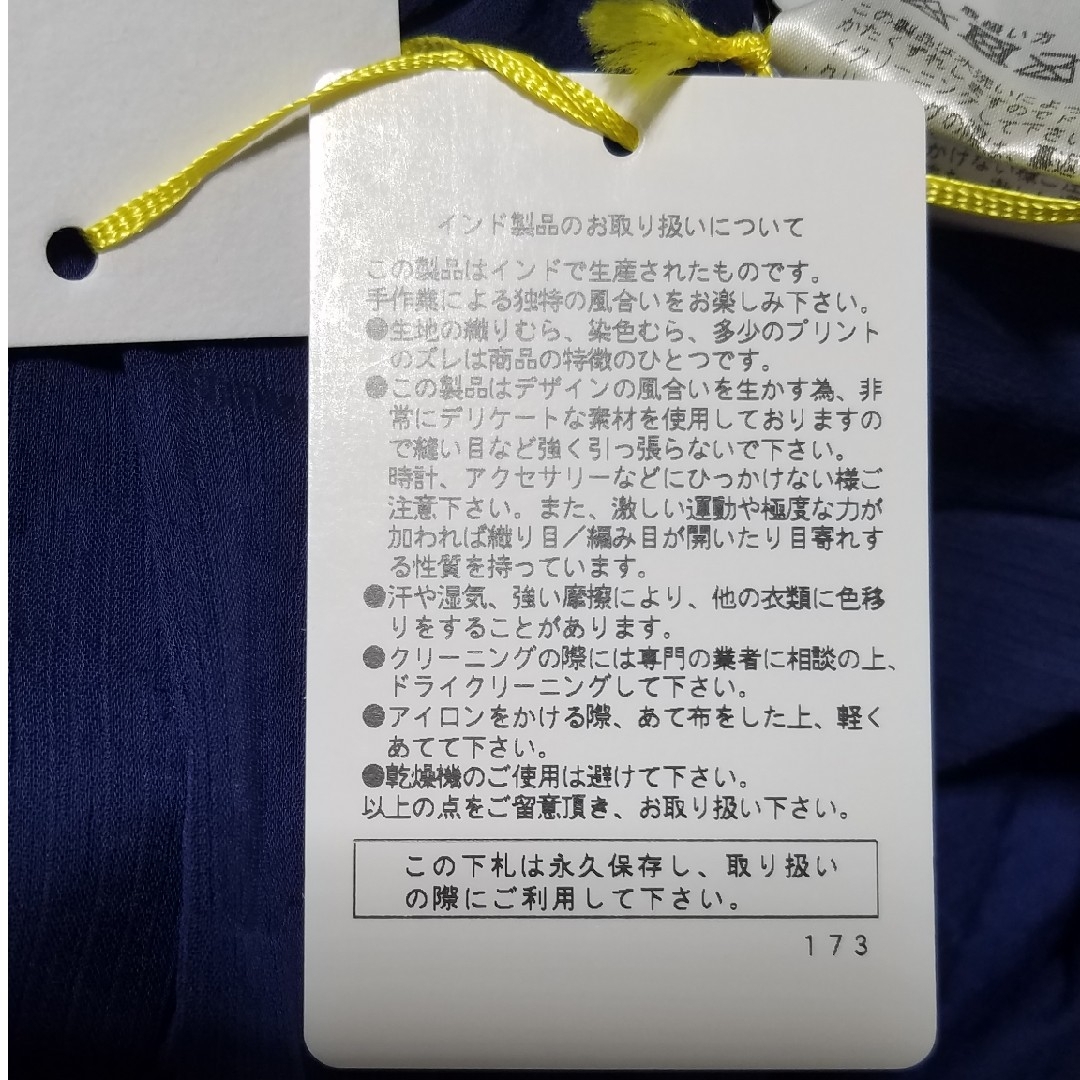 インド製品のお取り扱いについて
この製品はインドで生産されたものです。
手作業による独特の風合いをお楽しみ下さい。
●生地の織りむら、染色むら、多少のプリント
のズレは商品の特徴のひとつです。
●この製品はデザインの風合いを生かす為、非
常にデリケートな素材を使用しておりますの
で縫い目など強く引っ張らないで下さい。
時計、アクセサリーなどにひっかけない様ご
注意下さい。また、激しい運動や極度な力が
加われば織り目／編み目が開いたり目寄れす
る性質を持っています。
●汗や湿気、強い摩擦により、他の衣類に色移
りをすることがあります。
●クリーニングの際には専門の業者に相談の上、
ドライクリーニングして下さい。
●アイロンをかける際、あて布をした上、軽く
あてて下さい。
●乾燥機のご使用は避けて下さい。
以上の点をご留意頂き、お取り扱い下さい。
この下札は永久保存し、取り扱い
の際にご利用して下さい。
173
この製品は水洗いによ
かけない様ご